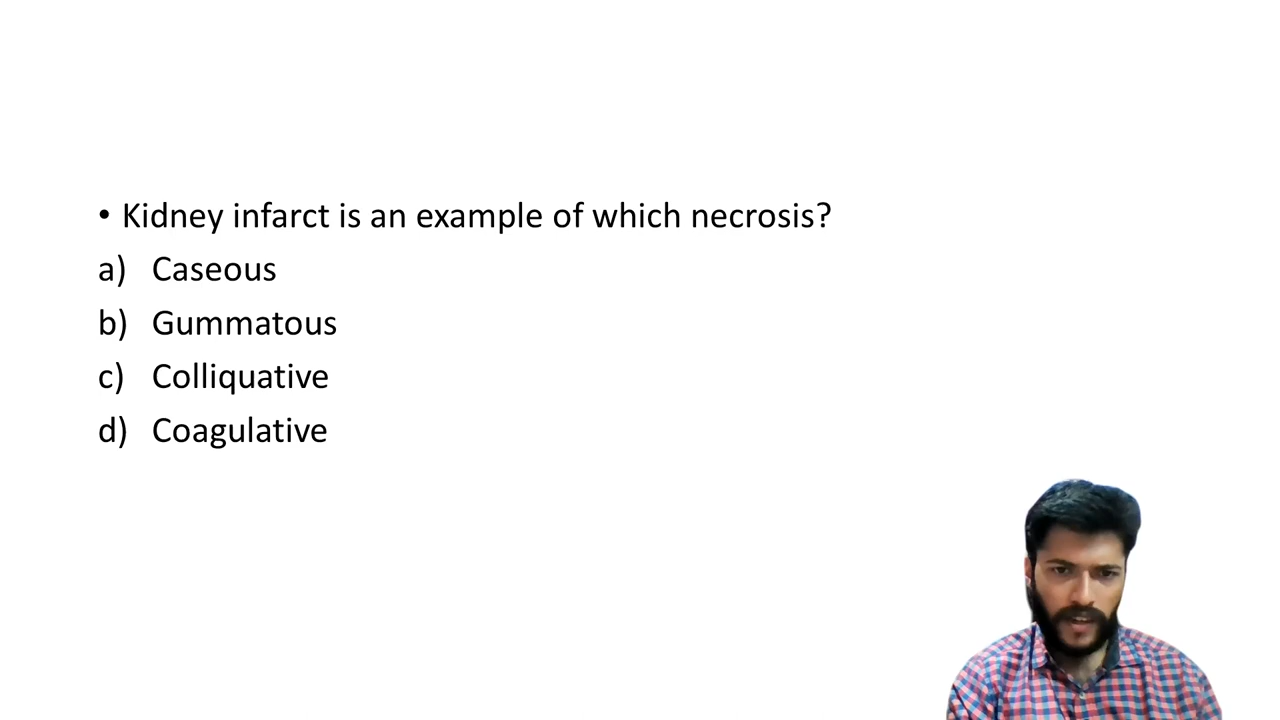 • Kidney infarct is an example of which necrosis?
a) Caseous
b) Gummatous
c) Colliquative
d) Coagulative